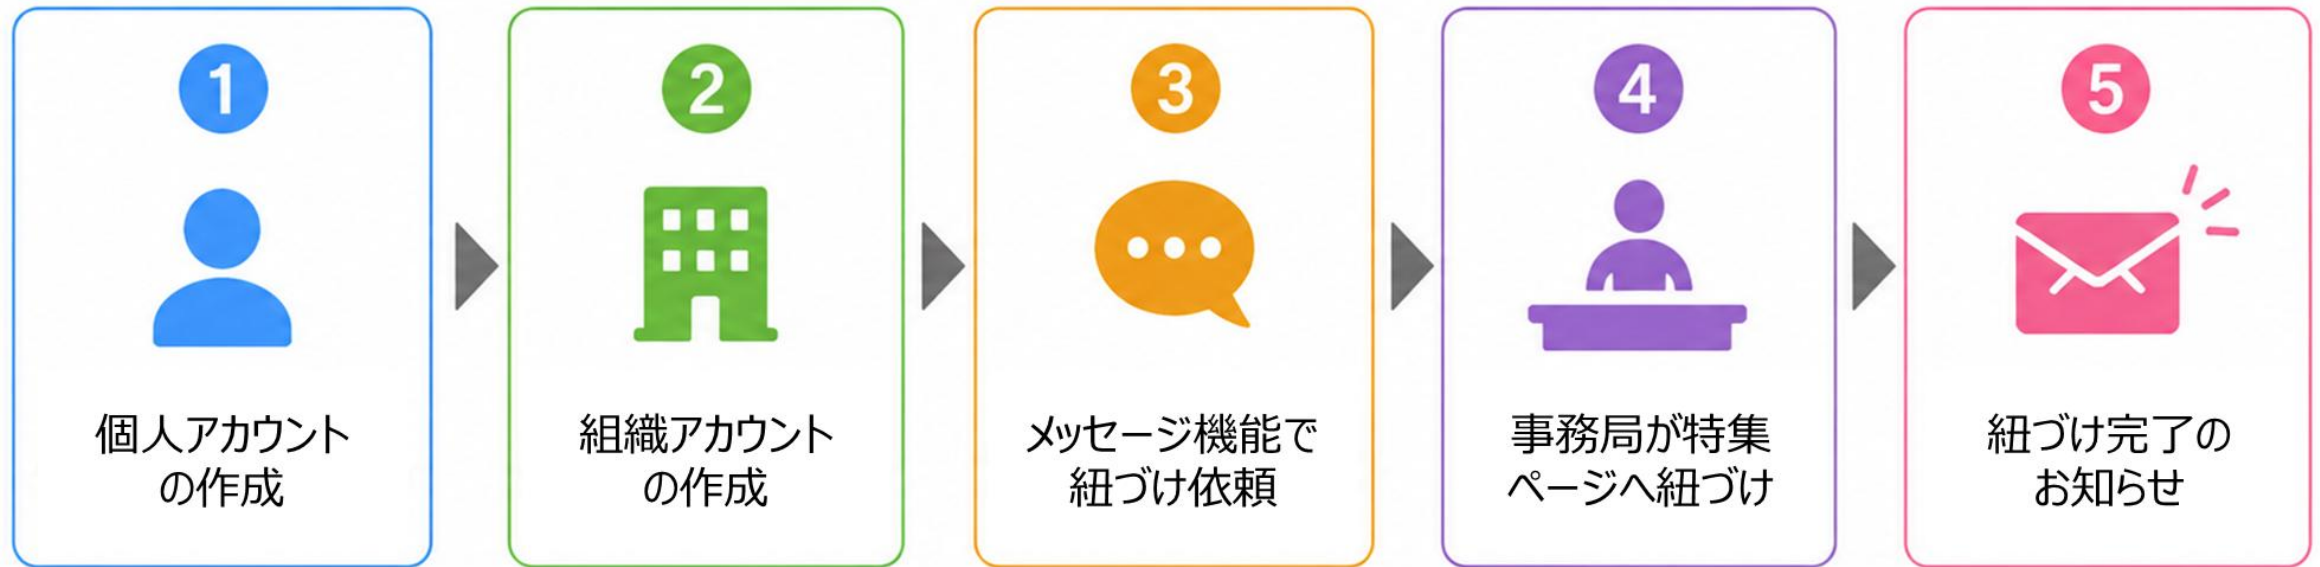 1
個人アカウント
の作成
2
組織アカウント
の作成
3
メッセージ機能で
紐づけ依頼
4
事務局が特集
ページへ紐づけ
5
紐づけ完了の
お知らせ